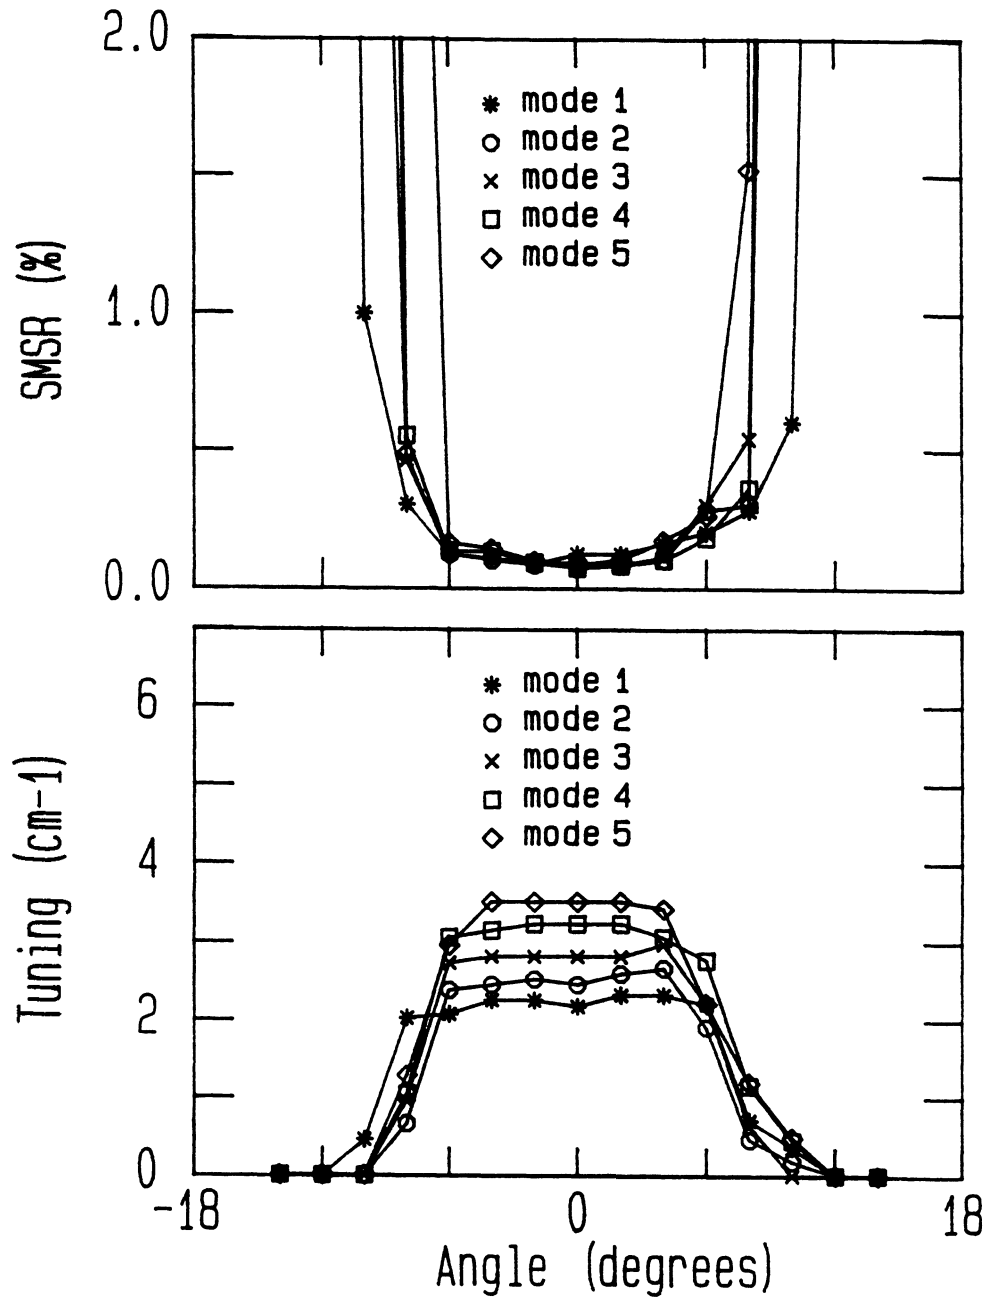 2.0
mode 1
mode 2
mode 3
mode 4
mode 5
SMSR (%)
1.0
0.0
mode 1
mode 2
mode 3
mode 4
mode 5
6
Tuning (cm-1)
4
2
0
-18 0 18
Angle (degrees)